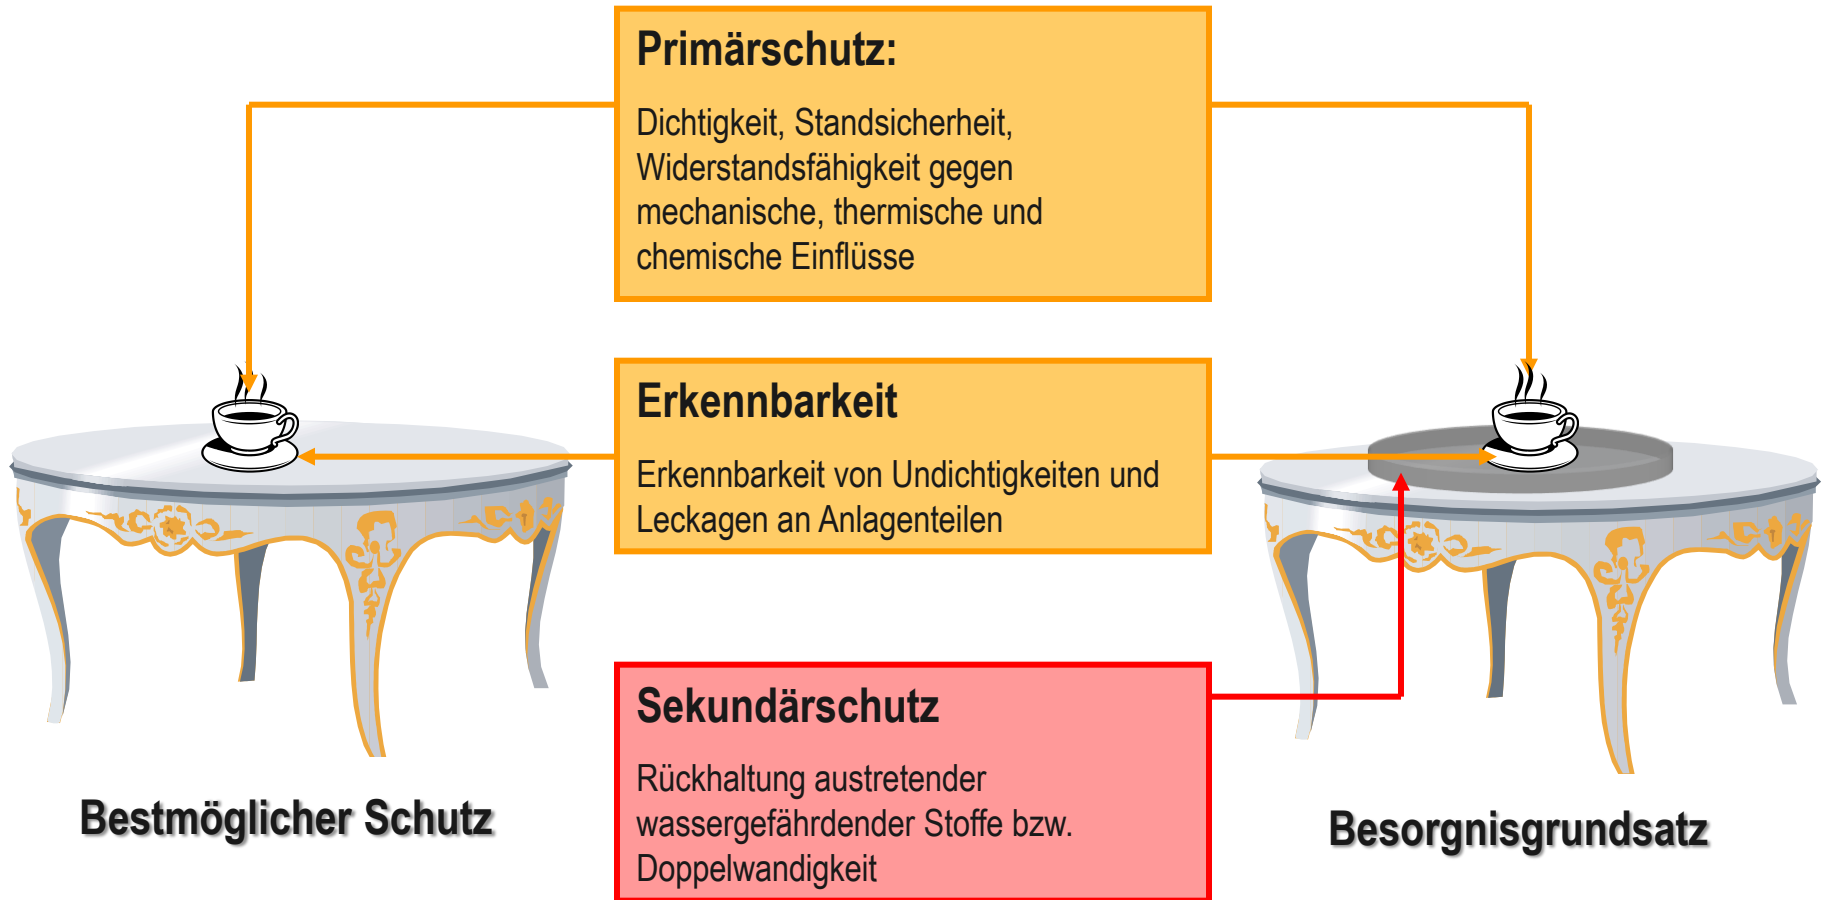 Primärschutz:
Dichtigkeit, Standsicherheit,
Widerstandsfähigkeit gegen
mechanische, thermische und
chemische Einflüsse
Erkennbarkeit
Erkennbarkeit von Undichtigkeiten und
Leckagen an Anlagenteilen
Sekundärschutz
Rückhaltung austretender
wassergefährdender Stoffe bzw.
Doppelwandigkeit
Bestmöglicher Schutz
Besorgnisgrundsatz